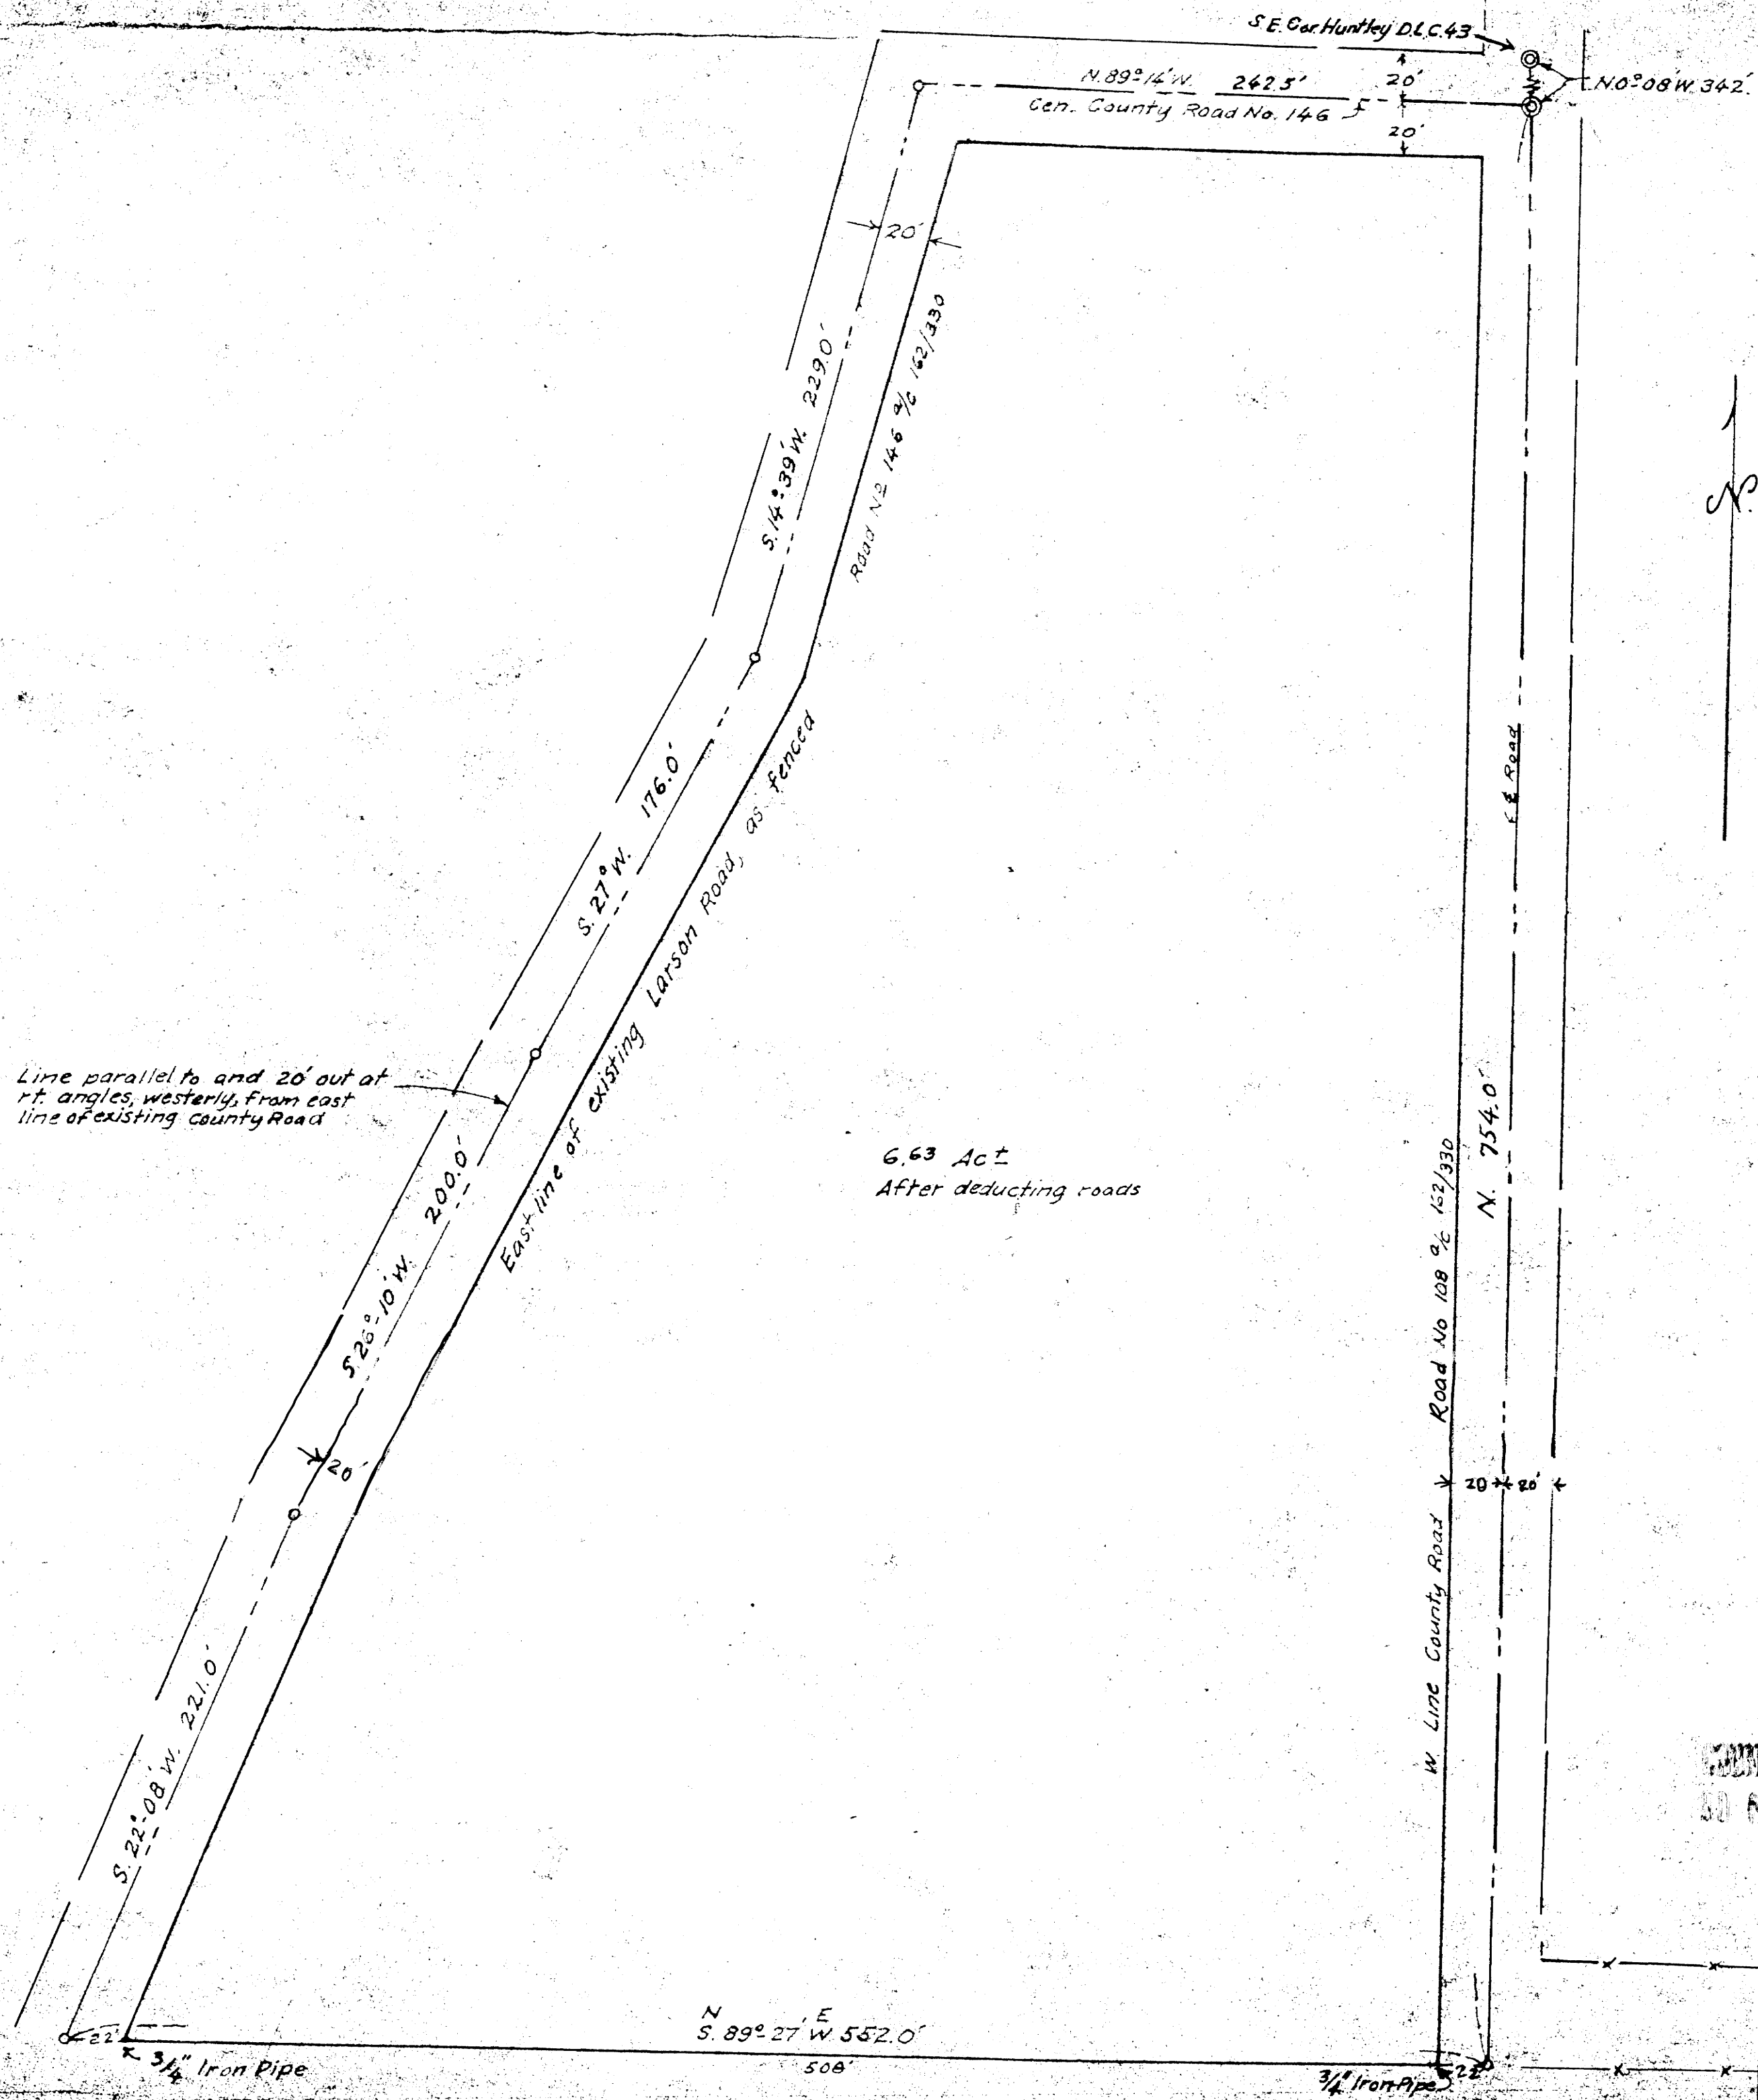 S.E. Cor. Huntley D.L.C. 43
N.89°14'W. 242.5'
20'
N.0°08'W. 342.
Cen. County Road No. 146
20'
20'
S.14°39'W. 229.0'
Road No 146 a/c 162/330
N.
S.27°W. 176.0'
East line of existing Larson Road, as fenced
℄ Road
Line parallel to and 20' out at
rt. angles, westerly, from east
line of existing County Road
S.26°-10'W. 200.0'
6.63 Ac ±
After deducting roads
N. 754.0'
W Line County Road Road No 108 a/c 162/330
20'
20 20'
S.22°-08'W. 221.0'
N E
S. 89°27' W. 552.0'
22'
3/4" Iron Pipe
508'
3/4" Iron Pipe
22'